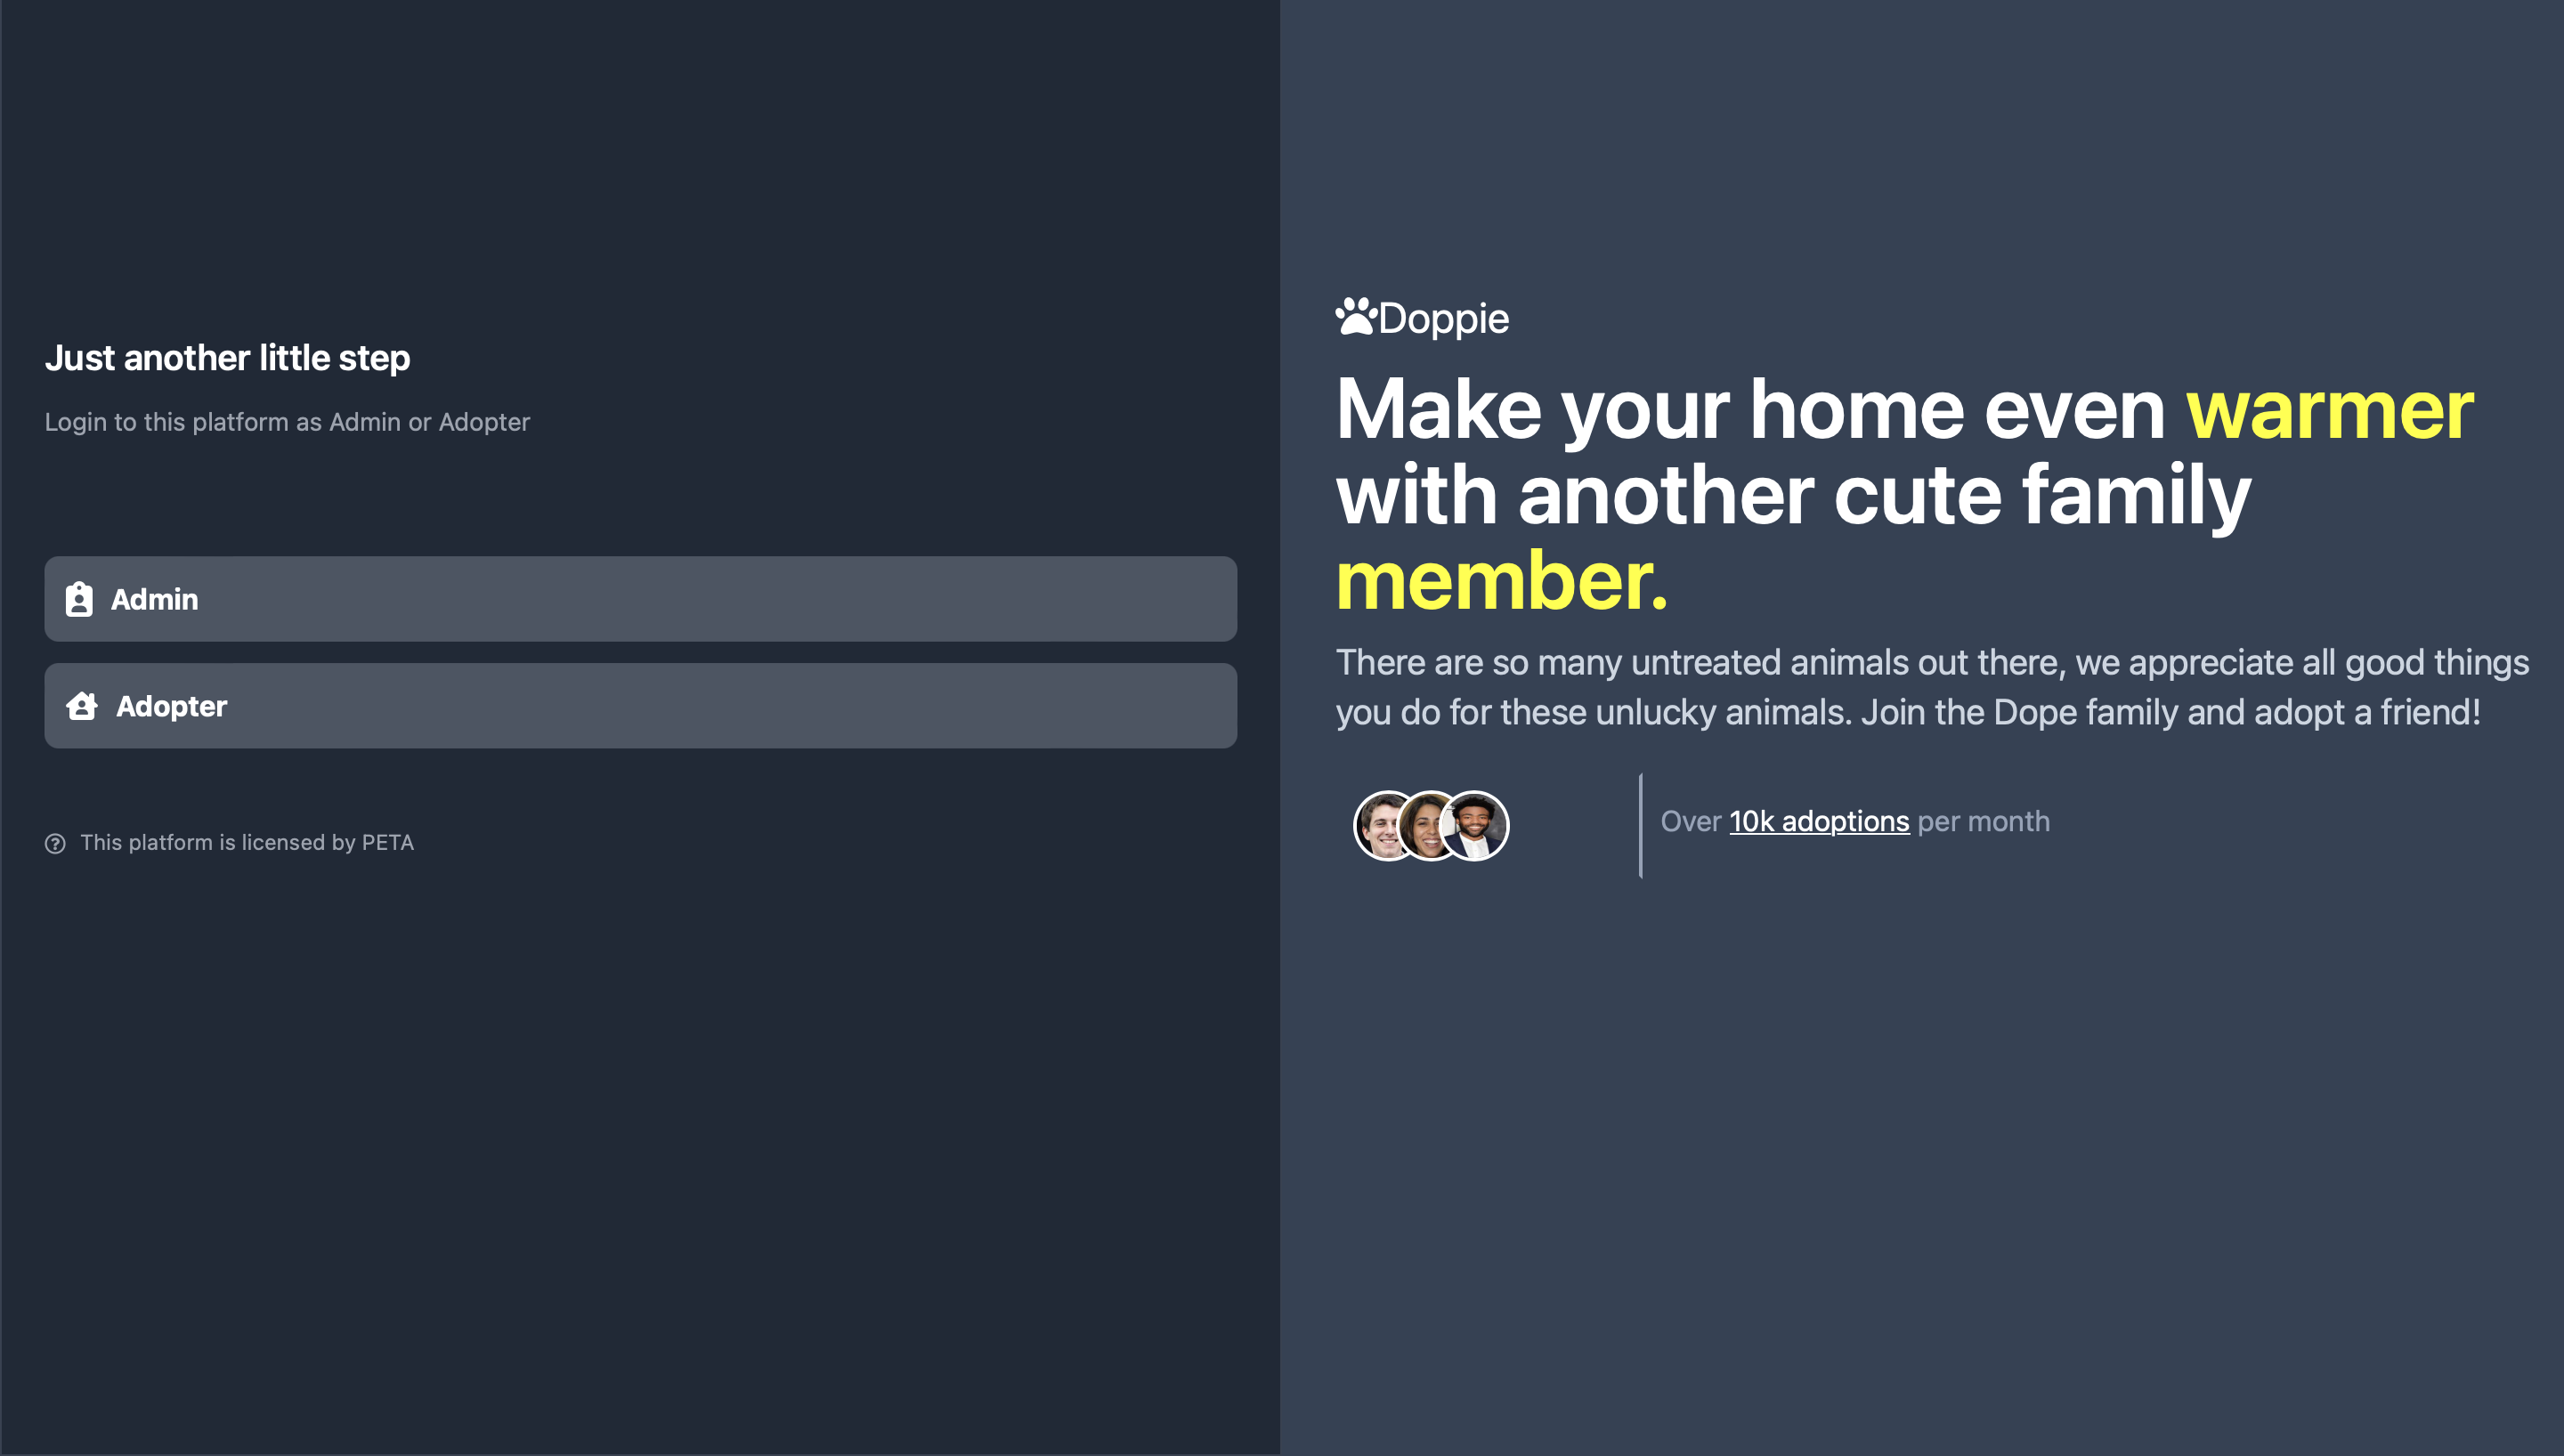 Just another little step
Login to this platform as Admin or Adopter
Admin
Adopter
This platform is licensed by PETA
Doppie
Make your home even warmer
with another cute family
member.
There are so many untreated animals out there, we appreciate all good things
you do for these unlucky animals. Join the Dope family and adopt a friend!
Over 10k adoptions per month